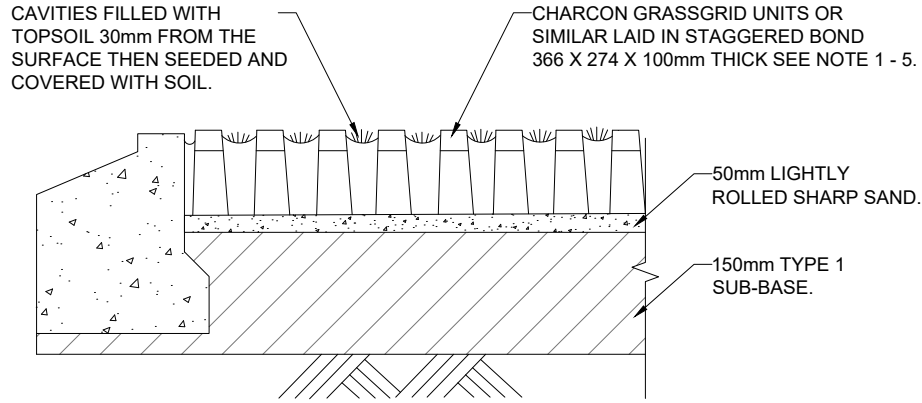 CAVITIES FILLED WITH
TOPSOIL 30mm FROM THE
SURFACE THEN SEEDED AND
COVERED WITH SOIL.
CHARCON GRASSGRID UNITS OR
SIMILAR LAID IN STAGGERED BOND
366 X 274 X 100mm THICK SEE NOTE 1 - 5.
50mm LIGHTLY
ROLLED SHARP SAND.
150mm TYPE 1
SUB-BASE.